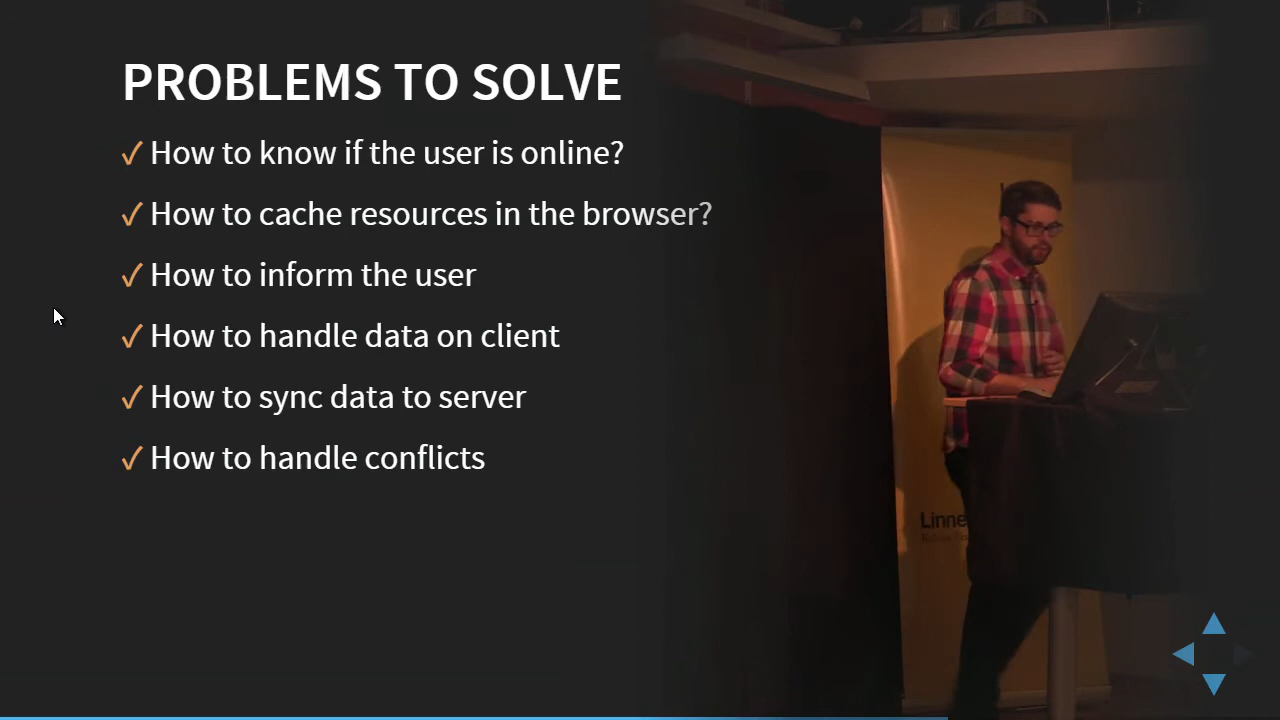 PROBLEMS TO SOLVE
✓ How to know if the user is online?
✓ How to cache resources in the browser?
✓ How to inform the user
✓ How to handle data on client
✓ How to sync data to server
✓ How to handle conflicts
Linne